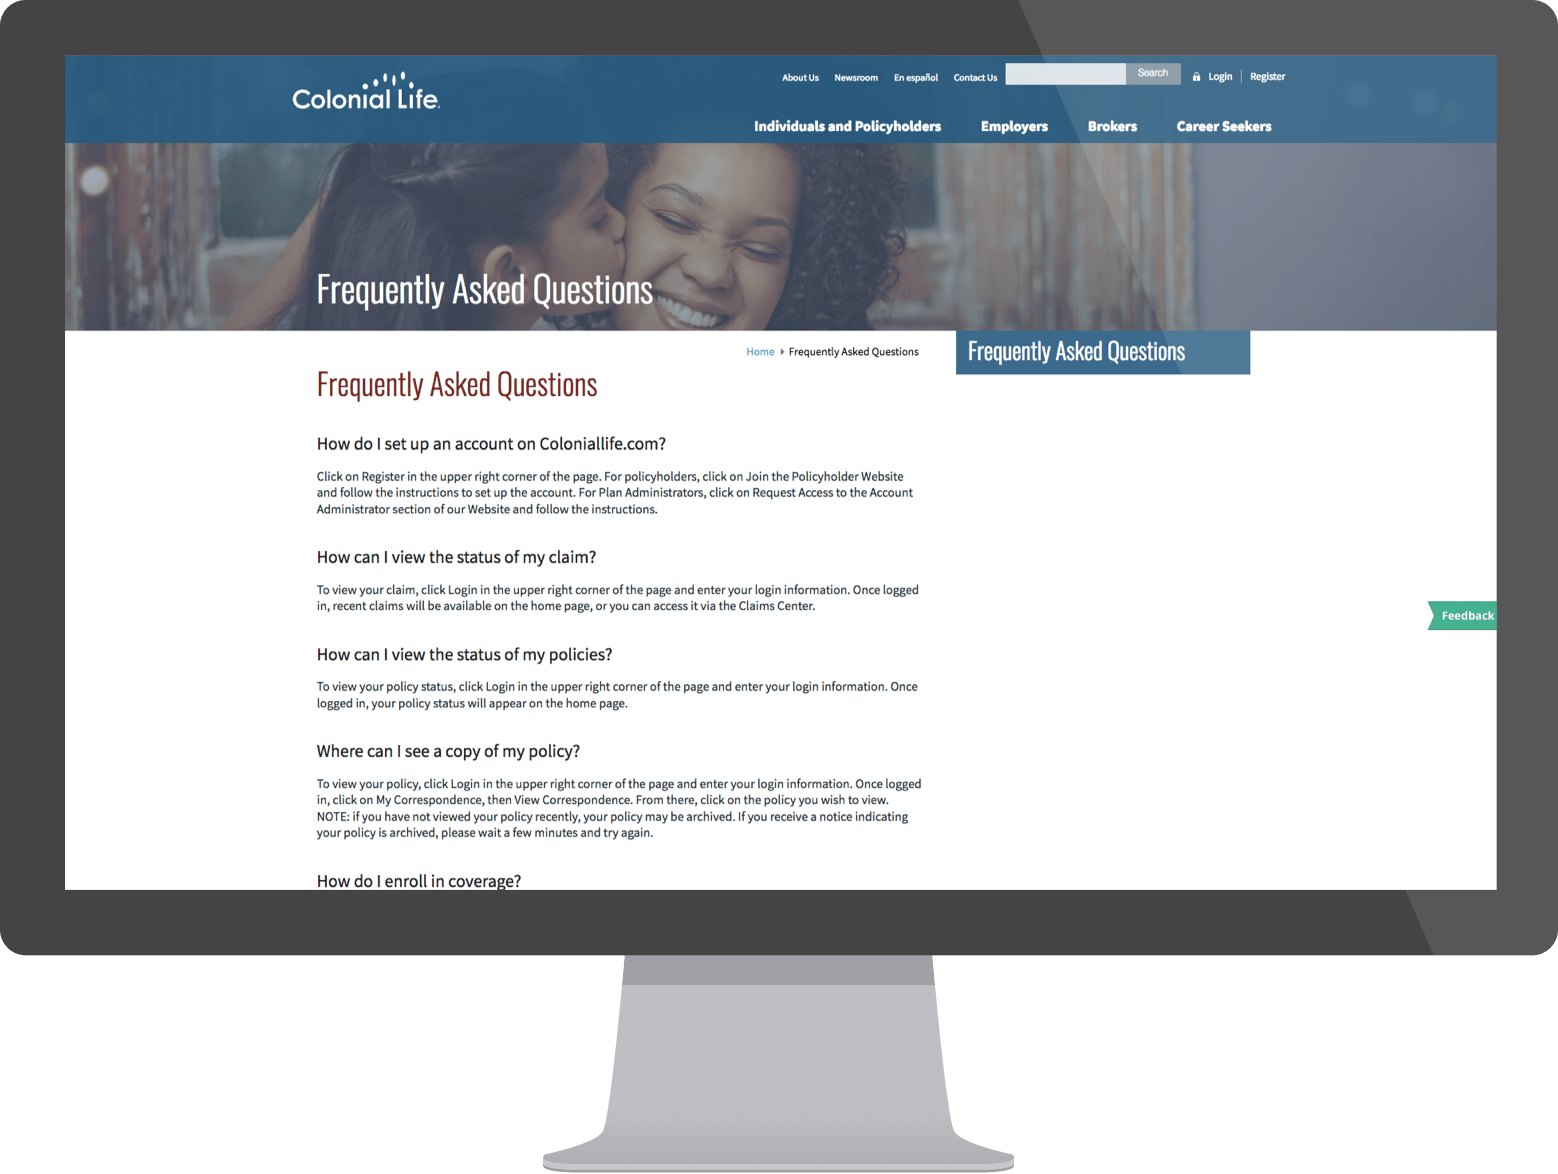 Colonial Life.
About Us Newsroom En español Contact Us Search Login Register
Individuals and Policyholders Employers Brokers Career Seekers
Frequently Asked Questions
Home Frequently Asked Questions
Frequently Asked Questions
Frequently Asked Questions
How do I set up an account on Coloniallife.com?
Click on Register in the upper right corner of the page. For policyholders, click on Join the Policyholder Website
and follow the instructions to set up the account. For Plan Administrators, click on Request Access to the Account
Administrator section of our Website and follow the instructions.
How can I view the status of my claim?
To view your claim, click Login in the upper right corner of the page and enter your login information. Once logged
in, recent claims will be available on the home page, or you can access it via the Claims Center.
Feedback
How can I view the status of my policies?
To view your policy status, click Login in the upper right corner of the page and enter your login information. Once
logged in, your policy status will appear on the home page.
Where can I see a copy of my policy?
To view your policy, click Login in the upper right corner of the page and enter your login information. Once logged
in, click on My Correspondence, then View Correspondence. From there, click on the policy you wish to view.
NOTE: if you have not viewed your policy recently, your policy may be archived. If you receive a notice indicating
your policy is archived, please wait a few minutes and try again.
How do I enroll in coverage?